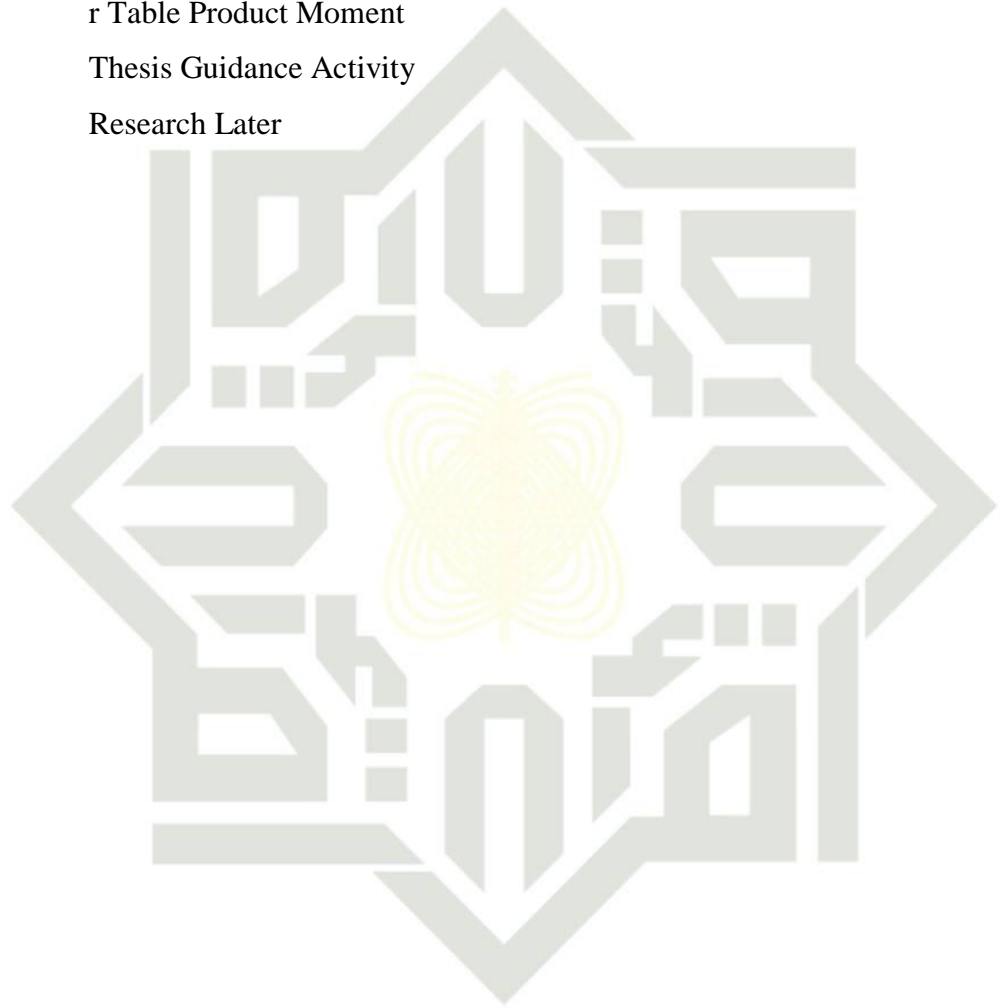 r Table Product Moment
Thesis Guidance Activity
Research Later